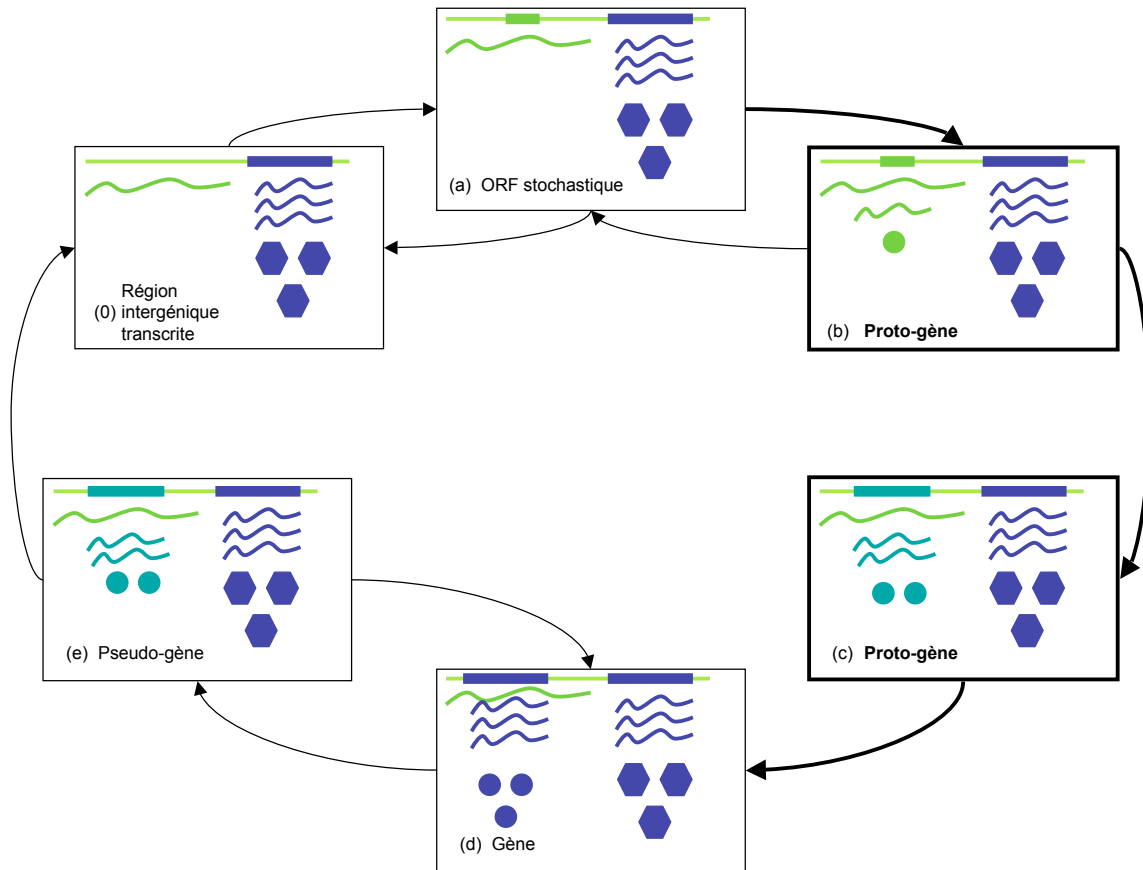 (a) ORF stochastique
Région
(0) intergénique
transcrite
(b) Proto-gène
(e) Pseudo-gène
(c) Proto-gène
(d) Gène